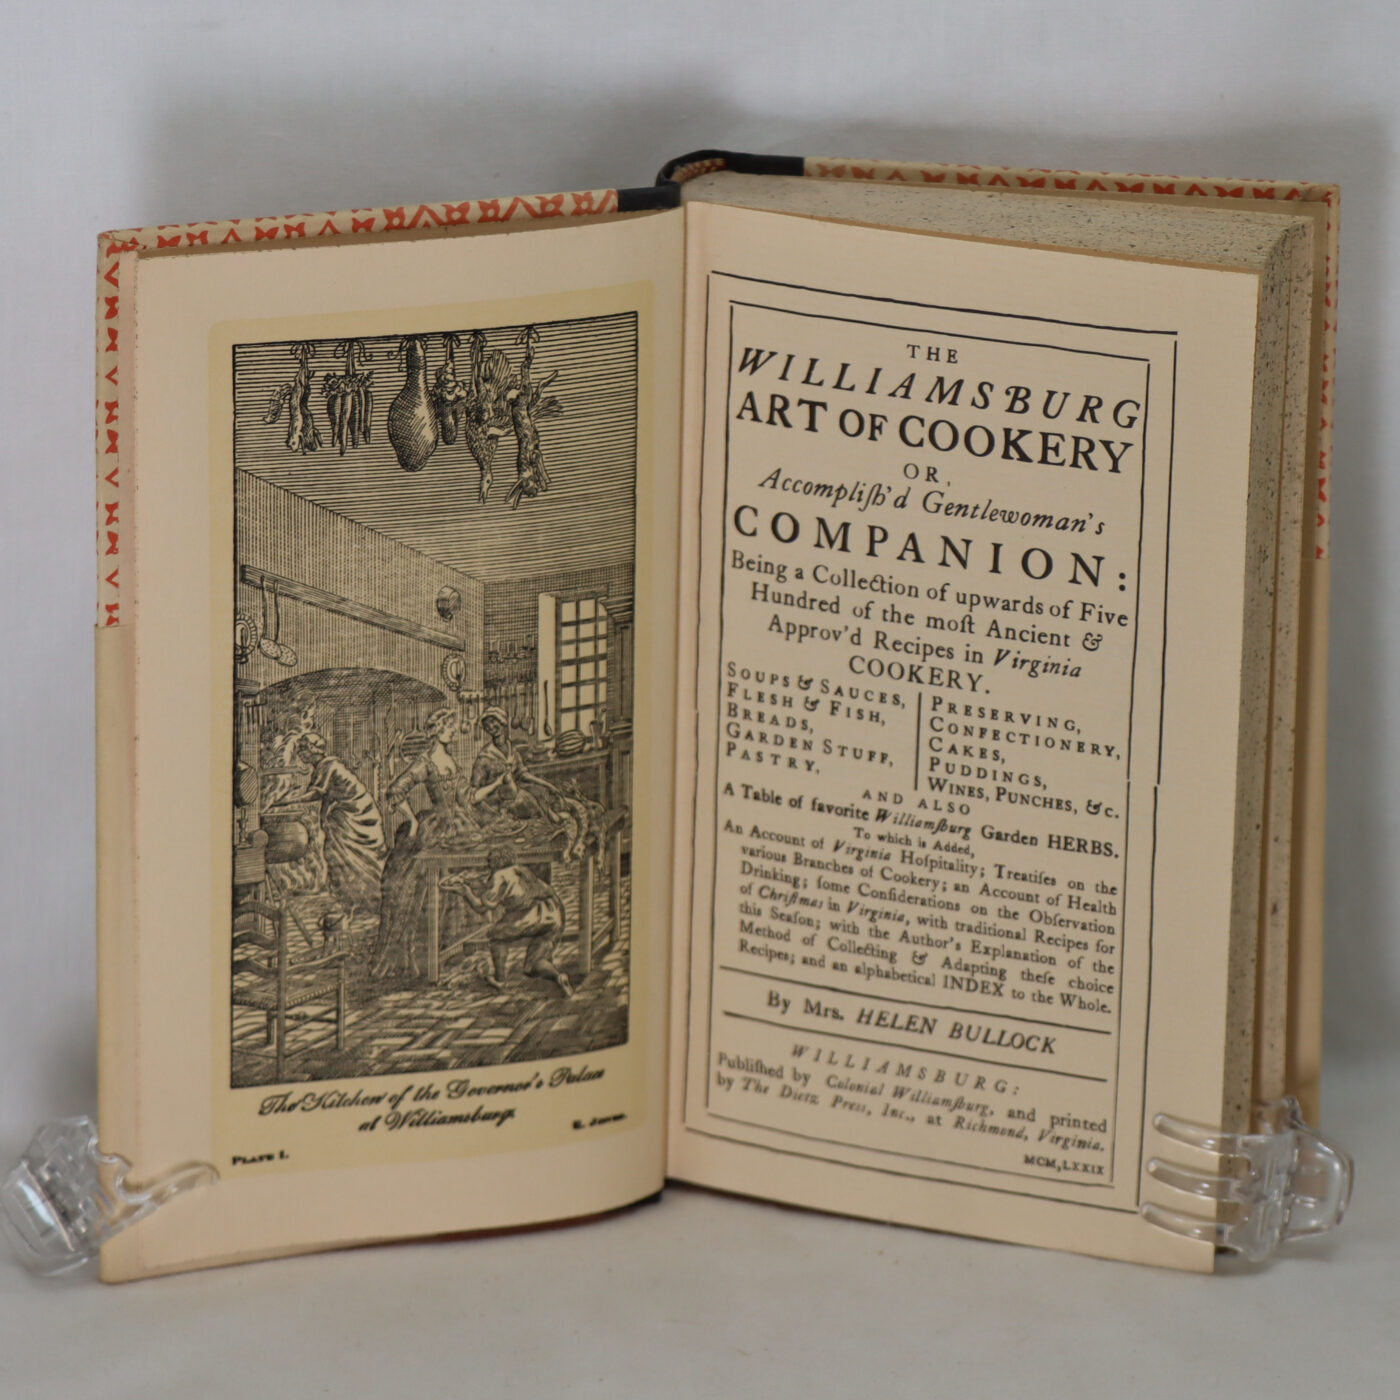 The Kitchen of the Governor's Palace
at Williamsburg.
PLATE I.
THE
WILLIAMSBURG
ART OF COOKERY
OR,
Accompliſh'd Gentlewoman's
COMPANION:
Being a Collection of upwards of Five
Hundred of the moſt Ancient &
Approv'd Recipes in Virginia
COOKERY.
SOUPS & SAUCES,
FLESH & FISH,
BREADS,
GARDEN STUFF,
PASTRY,
PRESERVING,
CONFECTIONERY,
CAKES,
PUDDINGS,
WINES, PUNCHES, &c.
AND ALSO
A Table of favorite Williamſburg Garden HERBS.
To which is Added,
An Account of Virginia Hoſpitality; Treatiſes on the
various Branches of Cookery; an Account of Health
Drinking; ſome Conſiderations on the Obſervation
of Chriſtmas in Virginia, with traditional Recipes for
this Seaſon; with the Author's Explanation of the
Method of Collecting & Adapting theſe choice
Recipes; and an alphabetical INDEX to the Whole.
By Mrs. HELEN BULLOCK
WILLIAMSBURG:
Publiſhed by Colonial Williamſburg, and printed
by The Dietz Press, Inc., at Richmond, Virginia.
MCM,LXXIX